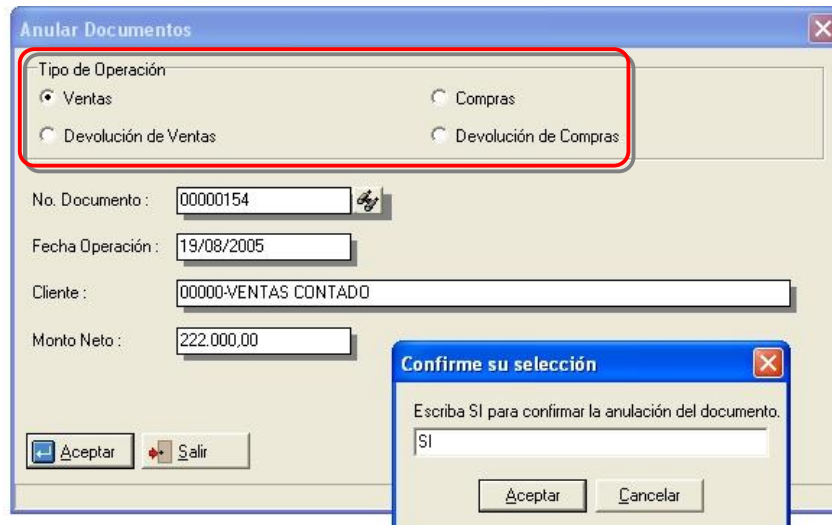 Anular Documentos
Tipo de Operación
Ventas
Compras
Devolución de Ventas
Devolución de Compras
No. Documento : 00000154
Fecha Operación : 19/08/2005
Cliente : 00000-VENTAS CONTADO
Monto Neto : 222.000,00
Confirme su selección
Escriba SI para confirmar la anulación del documento.
SI
Aceptar Salir
Aceptar Cancelar